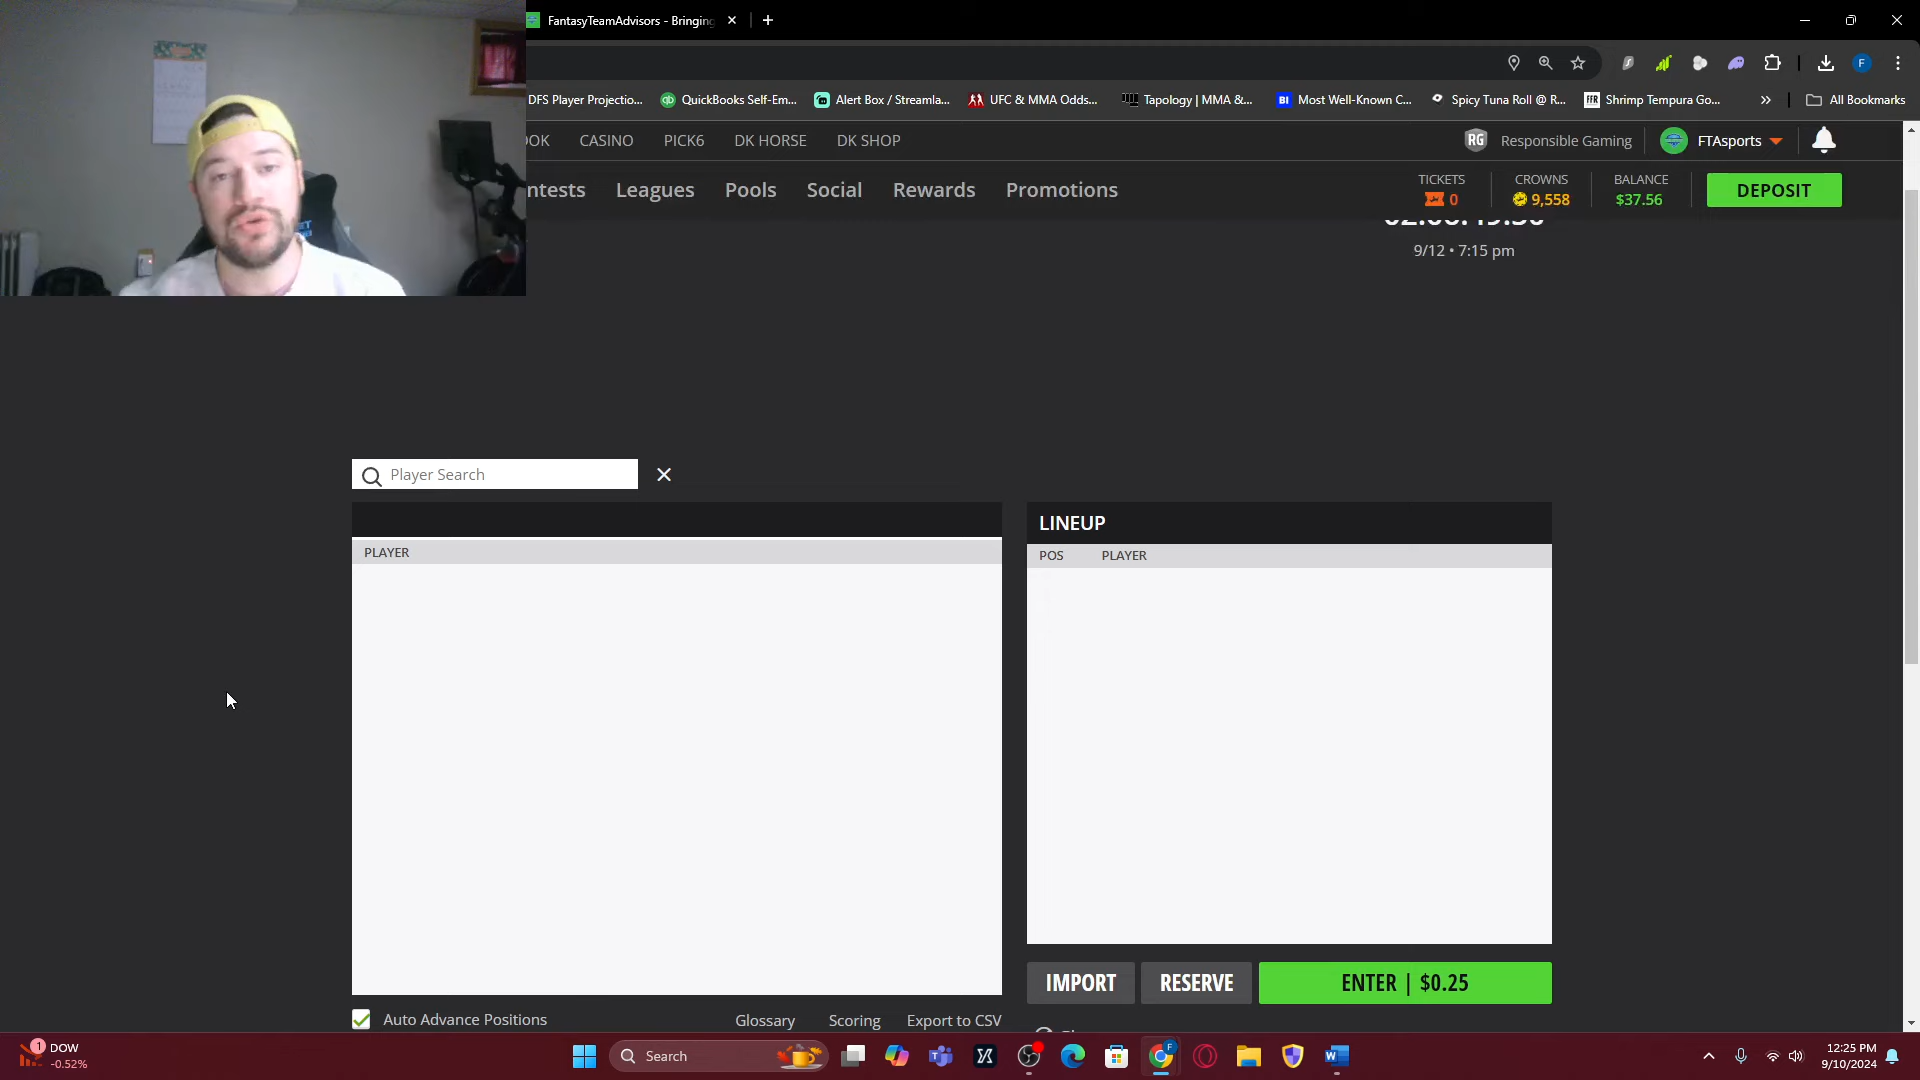 FantasyTeamAdvisors - Bringing
F
DFS Player Projectio... QuickBooks Self-Em... Alert Box / Streamla... UFC & MMA Odds... Tapology | MMA &... BI Most Well-Known C... Spicy Tuna Roll @ R... FFR Shrimp Tempura Go... » All Bookmarks
OOK CASINO PICK6 DK HORSE DK SHOP RG Responsible Gaming FTAsports
ntests Leagues Pools Social Rewards Promotions
TICKETS CROWNS BALANCE
0 9,558 $37.56 DEPOSIT
9/12 • 7:15 pm
Player Search
LINEUP
PLAYER
POS PLAYER
IMPORT RESERVE ENTER | $0.25
Auto Advance Positions Glossary Scoring Export to CSV
1 DOW
-0.52%
Search
F
12:25 PM
9/10/2024